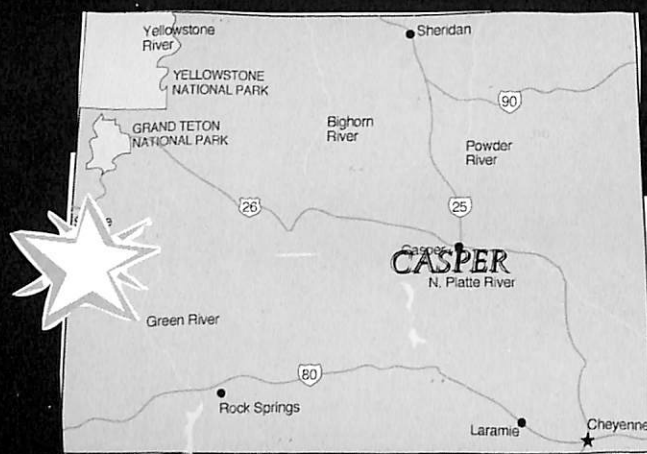 Yellowstone
River
Sheridan
YELLOWSTONE
NATIONAL PARK
90
GRAND TETON
NATIONAL PARK
Bighorn
River
Powder
River
26
25
Casper
CASPER
N. Platte River
Green River
80
Rock Springs
Laramie
Cheyenne